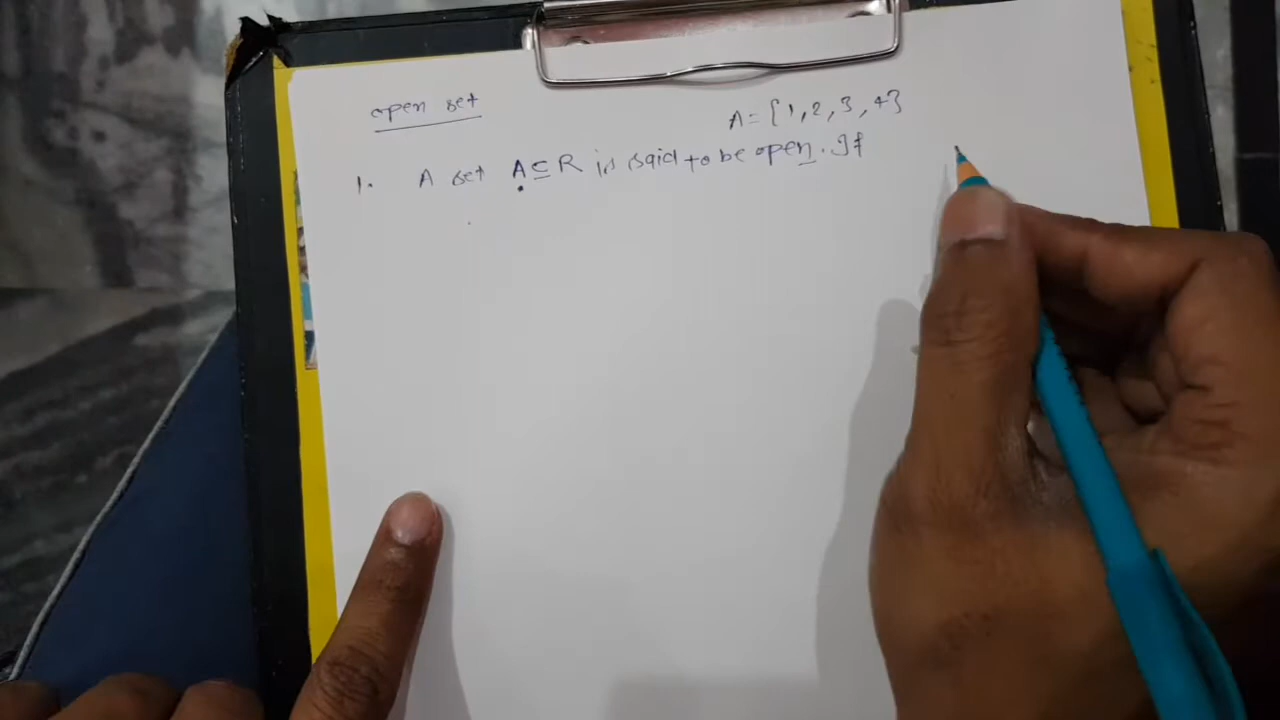 open set
A = {1, 2, 3, 4}
1. A set A ⊆ R is said to be open. If